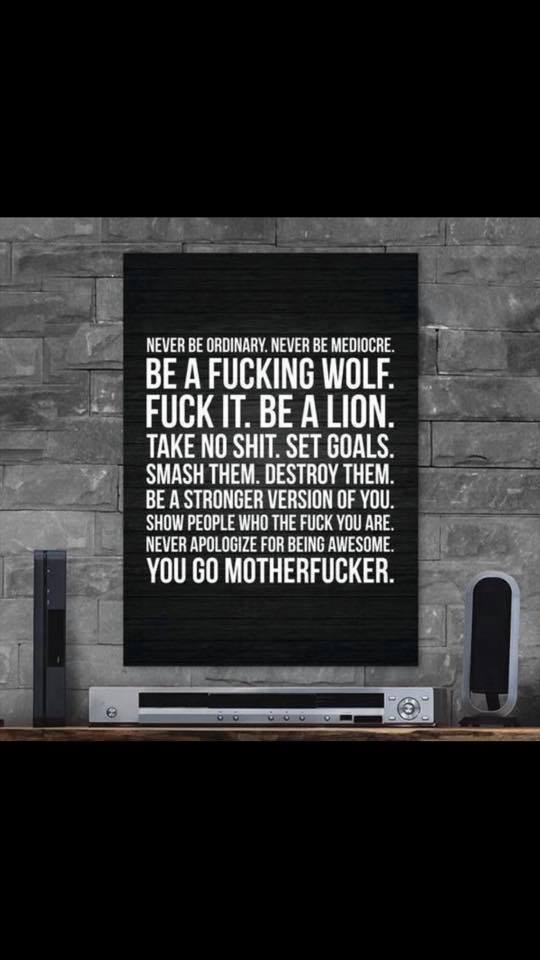 NEVER BE ORDINARY. NEVER BE MEDIOCRE.
BE A FUCKING WOLF.
FUCK IT. BE A LION.
TAKE NO SHIT. SET GOALS.
SMASH THEM. DESTROY THEM.
BE A STRONGER VERSION OF YOU.
SHOW PEOPLE WHO THE FUCK YOU ARE.
NEVER APOLOGIZE FOR BEING AWESOME.
YOU GO MOTHERFUCKER.